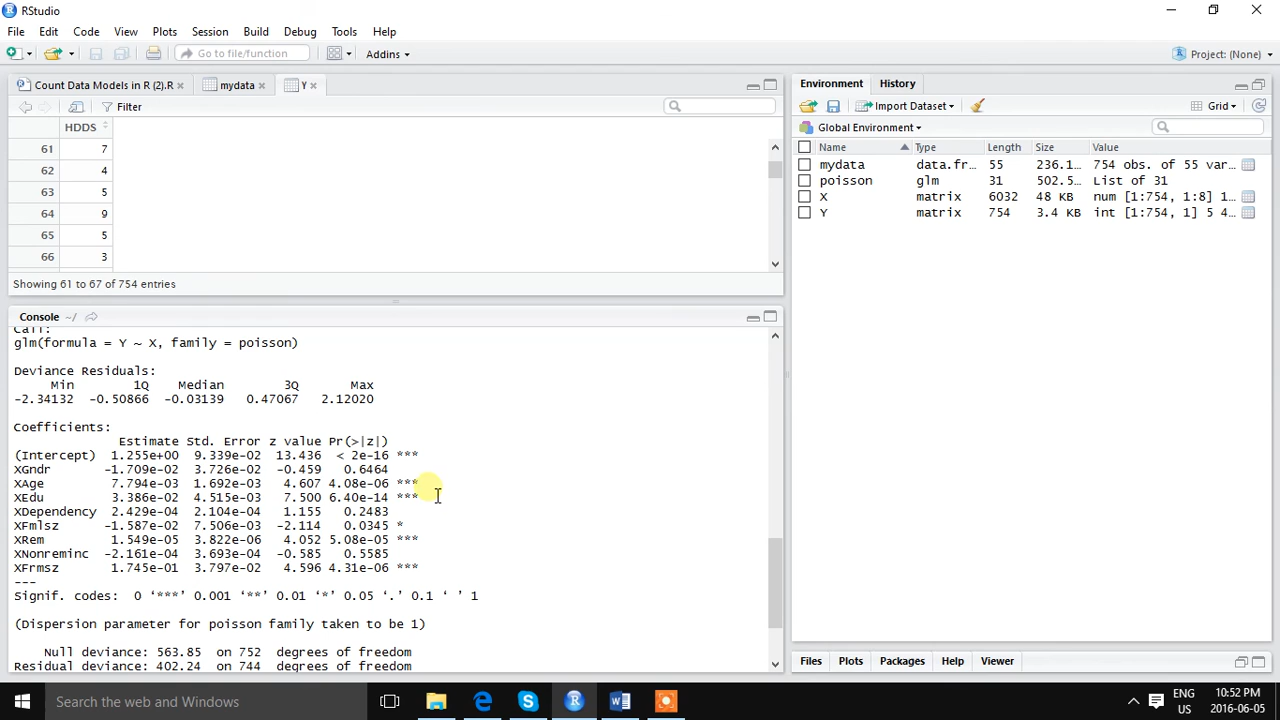 RStudio
File Edit Code View Plots Session Build Debug Tools Help
Go to file/function Addins Project: (None)
Count Data Models in R (2).R mydata Y
Filter
HDDS
61 7
62 4
63 5
64 9
65 5
66 3
Showing 61 to 67 of 754 entries
Console ~/
Call:
glm(formula = Y ~ X, family = poisson)
Deviance Residuals:
Min 1Q Median 3Q Max
-2.34132 -0.50866 -0.03139 0.47067 2.12020
Coefficients:
Estimate Std. Error z value Pr(>|z|)
(Intercept) 1.255e+00 9.339e-02 13.436 < 2e-16 ***
XGndr -1.709e-02 3.726e-02 -0.459 0.6464
XAge 7.794e-03 1.692e-03 4.607 4.08e-06 ***
XEdu 3.386e-02 4.515e-03 7.500 6.40e-14 ***
XDependency 2.429e-04 2.104e-04 1.155 0.2483
XFmlsz -1.587e-02 7.506e-03 -2.114 0.0345 *
XRem 1.549e-05 3.822e-06 4.052 5.08e-05 ***
XNonreminc -2.161e-04 3.693e-04 -0.585 0.5585
XFrmsz 1.745e-01 3.797e-02 4.596 4.31e-06 ***
---
Signif. codes: 0 ‘***’ 0.001 ‘**’ 0.01 ‘*’ 0.05 ‘.’ 0.1 ‘ ’ 1
(Dispersion parameter for poisson family taken to be 1)
Null deviance: 563.85 on 752 degrees of freedom
Residual deviance: 402.24 on 744 degrees of freedom
Environment History
Import Dataset Grid
Global Environment
Name Type Length Size Value
mydata data.fr… 55 236.1… 754 obs. of 55 var…
poisson glm 31 502.5… List of 31
X matrix 6032 48 KB num [1:754, 1:8] 1…
Y matrix 754 3.4 KB int [1:754, 1] 5 4…
Files Plots Packages Help Viewer
Search the web and Windows
ENG 10:52 PM
US 2016-06-05